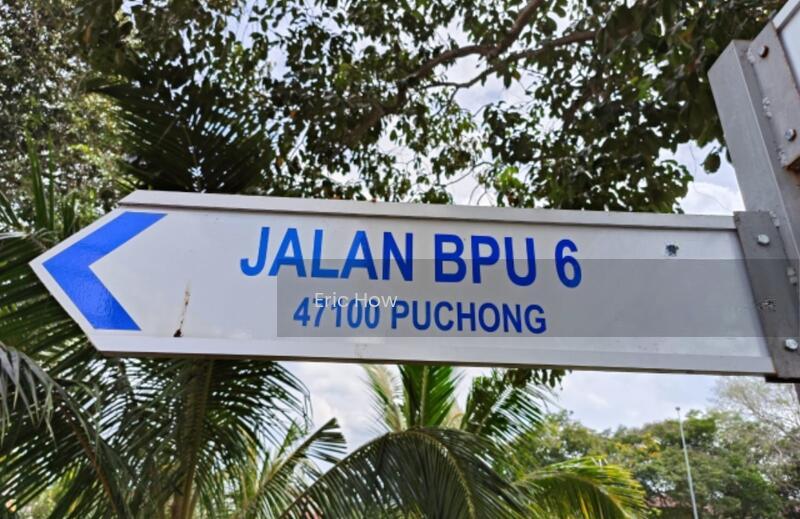 JALAN BPU 6
Eric How
47100 PUCHONG